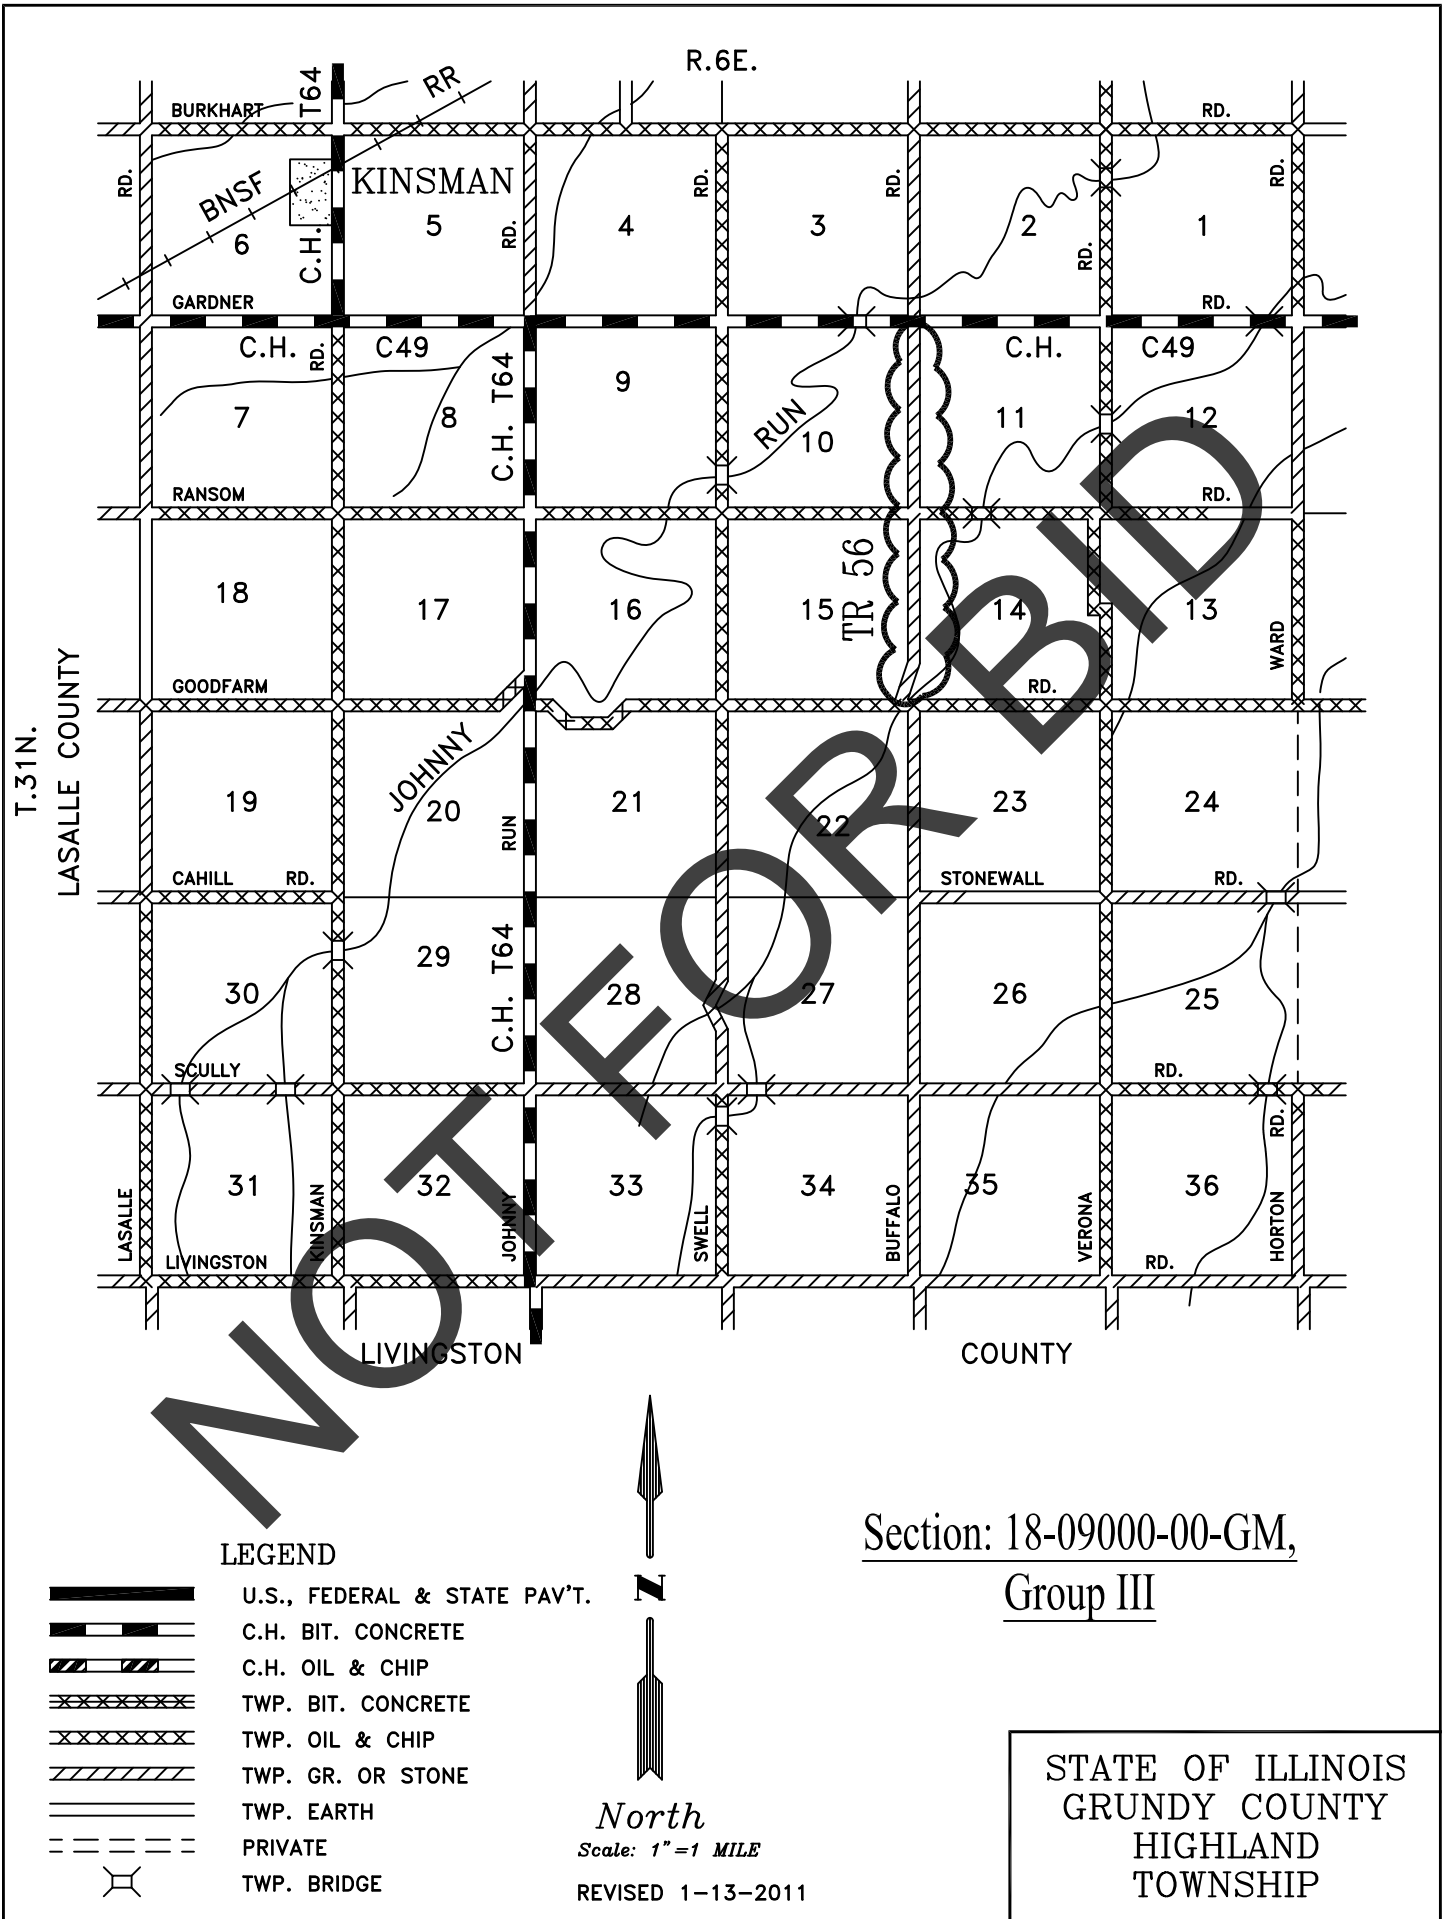 R.6E.
T64
RR
BURKHART
RD.
RD.
BNSF
KINSMAN
RD.
RD.
RD.
RD.
RD.
6
5
4
3
2
1
C.H.
RD.
GARDNER
RD.
C.H.
C49
C.H.
C49
RD.
C.H. T64
7
8
9
RUN
10
11
12
RANSOM
RD.
TR 56
18
17
16
15
14
13
WARD
GOODFARM
RD.
T.31N.
LASALLE COUNTY
JOHNNY
19
20
RUN
21
22
23
24
CAHILL RD.
STONEWALL RD.
C.H. T64
30
29
28
27
26
25
SCULLY
RD.
RD.
31
32
33
34
35
36
LASALLE
KINSMAN
JOHNNY
SWELL
BUFFALO
VERONA
HORTON
LIVINGSTON
RD.
LIVINGSTON COUNTY
NOT FOR BID
Section: 18-09000-00-GM,
Group III
LEGEND
U.S., FEDERAL & STATE PAV'T.
C.H. BIT. CONCRETE
C.H. OIL & CHIP
TWP. BIT. CONCRETE
TWP. OIL & CHIP
TWP. GR. OR STONE
TWP. EARTH
PRIVATE
TWP. BRIDGE
N
North
Scale: 1"=1 MILE
REVISED 1-13-2011
STATE OF ILLINOIS
GRUNDY COUNTY
HIGHLAND
TOWNSHIP